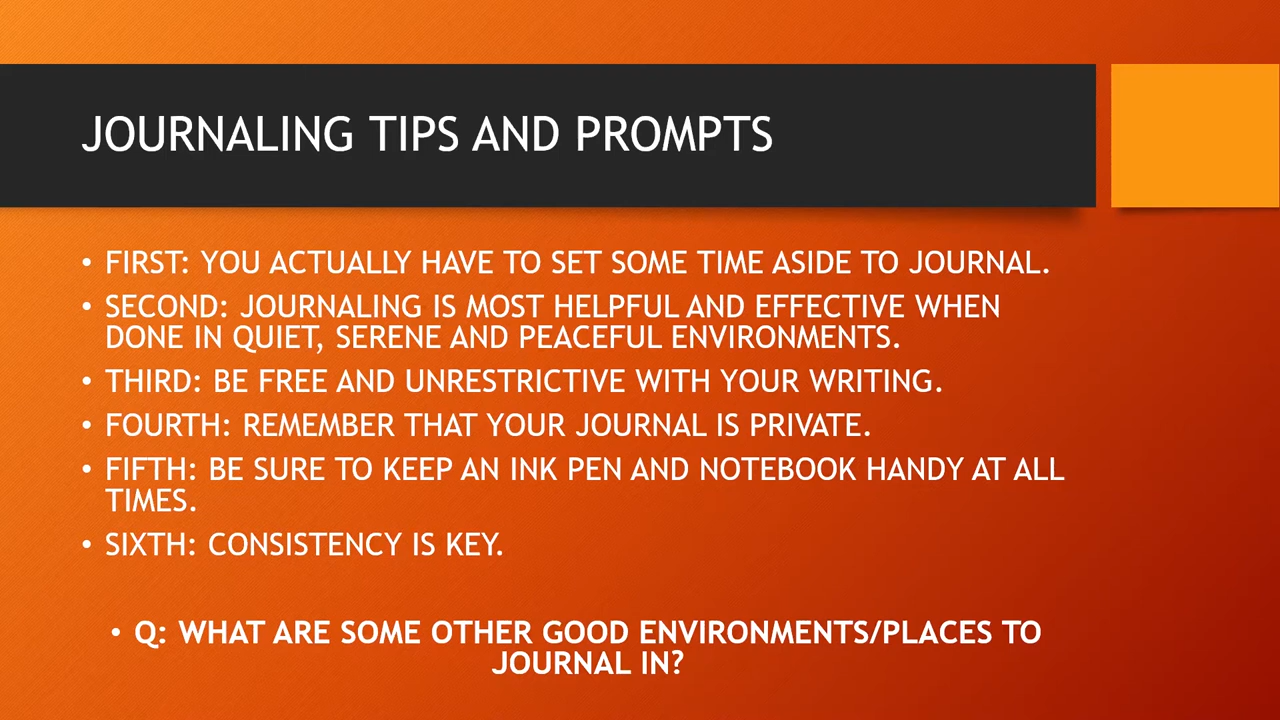 JOURNALING TIPS AND PROMPTS
• FIRST: YOU ACTUALLY HAVE TO SET SOME TIME ASIDE TO JOURNAL.
• SECOND: JOURNALING IS MOST HELPFUL AND EFFECTIVE WHEN
DONE IN QUIET, SERENE AND PEACEFUL ENVIRONMENTS.
• THIRD: BE FREE AND UNRESTRICTIVE WITH YOUR WRITING.
• FOURTH: REMEMBER THAT YOUR JOURNAL IS PRIVATE.
• FIFTH: BE SURE TO KEEP AN INK PEN AND NOTEBOOK HANDY AT ALL
TIMES.
• SIXTH: CONSISTENCY IS KEY.
• Q: WHAT ARE SOME OTHER GOOD ENVIRONMENTS/PLACES TO
JOURNAL IN?